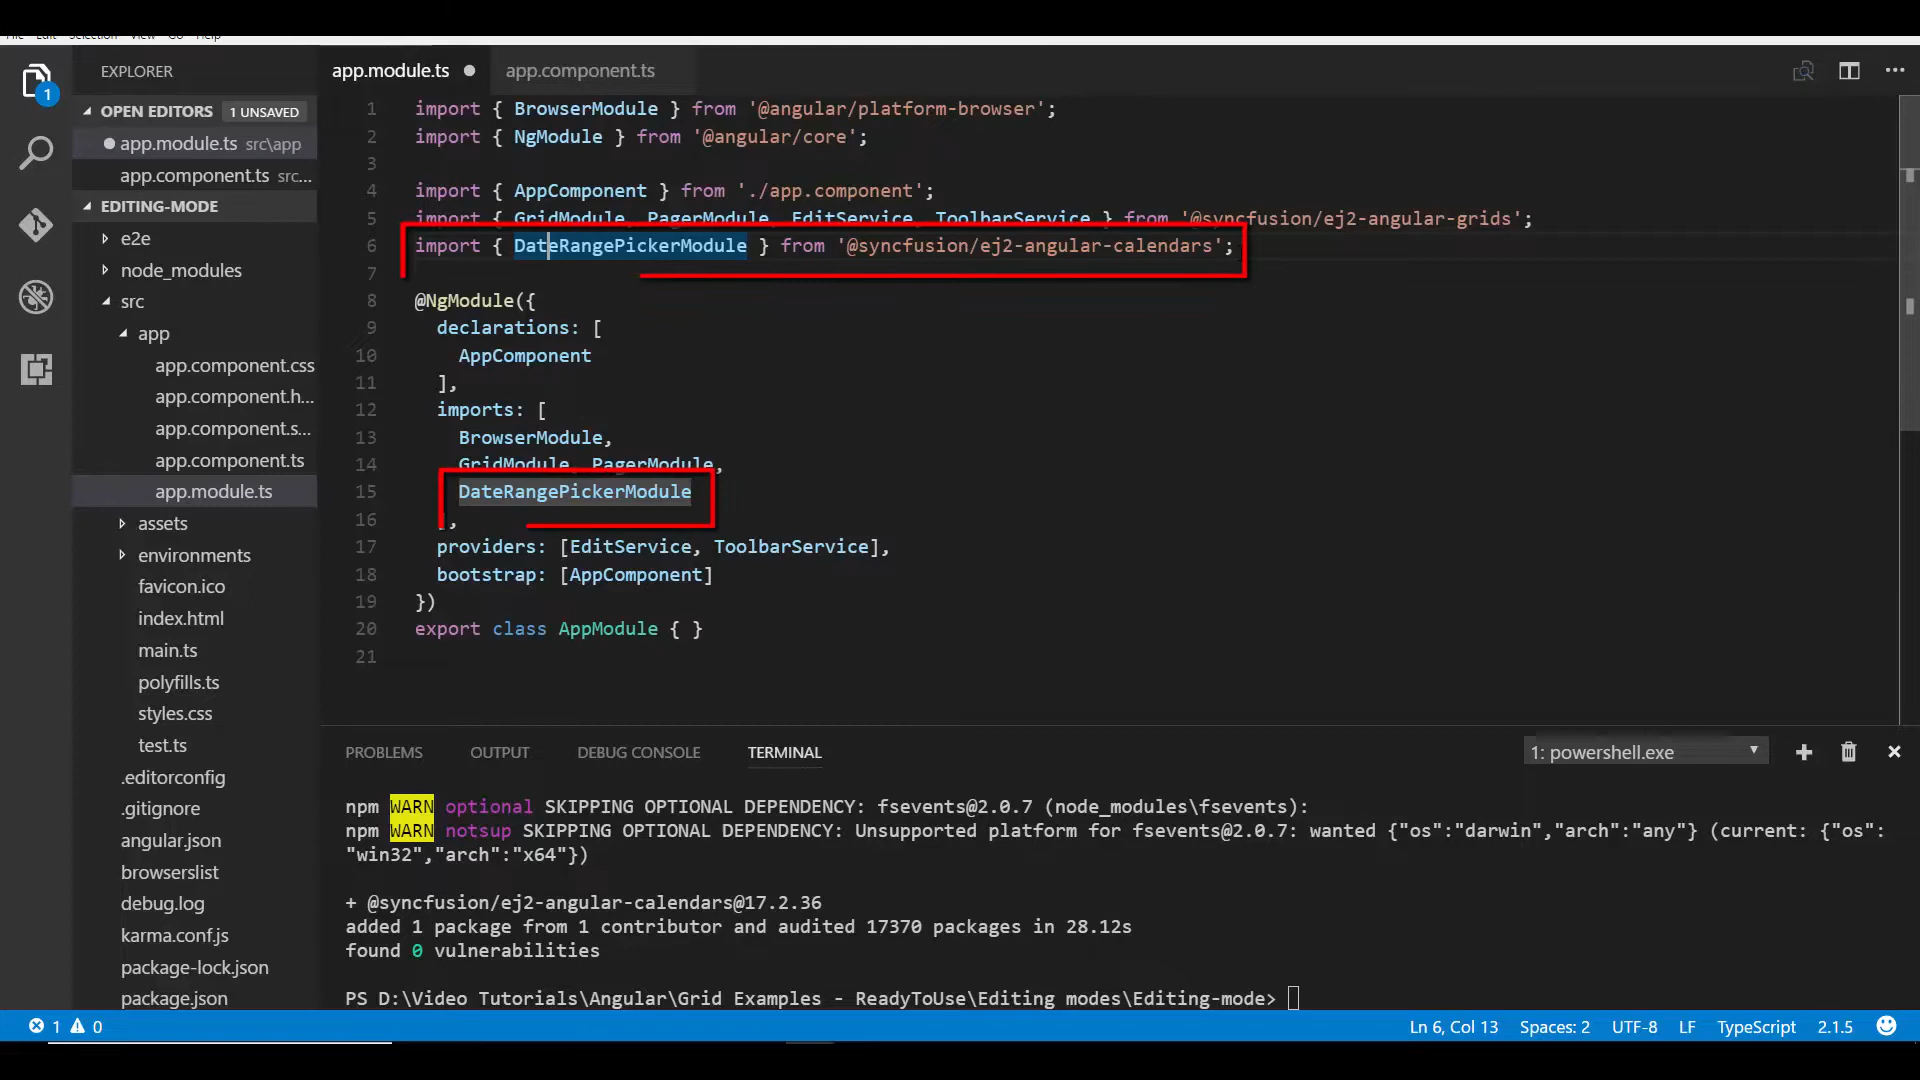 File Edit Selection View Go Help
EXPLORER
OPEN EDITORS 1 UNSAVED
app.module.ts src\app
app.component.ts src...
EDITING-MODE
e2e
node_modules
src
app
app.component.css
app.component.h...
app.component.s...
app.component.ts
app.module.ts
assets
environments
favicon.ico
index.html
main.ts
polyfills.ts
styles.css
test.ts
.editorconfig
.gitignore
angular.json
browserslist
debug.log
karma.conf.js
package-lock.json
package.json
1
app.module.ts app.component.ts
1 import { BrowserModule } from '@angular/platform-browser';
2 import { NgModule } from '@angular/core';
3
4 import { AppComponent } from './app.component';
5 import { GridModule, PagerModule, EditService, ToolbarService } from '@syncfusion/ej2-angular-grids';
6 import { DateRangePickerModule } from '@syncfusion/ej2-angular-calendars';
7
8 @NgModule({
9 declarations: [
10 AppComponent
11 ],
12 imports: [
13 BrowserModule,
14 GridModule, PagerModule,
15 DateRangePickerModule
16 ],
17 providers: [EditService, ToolbarService],
18 bootstrap: [AppComponent]
19 })
20 export class AppModule { }
21
PROBLEMS OUTPUT DEBUG CONSOLE TERMINAL 1: powershell.exe
npm WARN optional SKIPPING OPTIONAL DEPENDENCY: fsevents@2.0.7 (node_modules\fsevents):
npm WARN notsup SKIPPING OPTIONAL DEPENDENCY: Unsupported platform for fsevents@2.0.7: wanted {"os":"darwin","arch":"any"} (current: {"os":
"win32","arch":"x64"})
+ @syncfusion/ej2-angular-calendars@17.2.36
added 1 package from 1 contributor and audited 17370 packages in 28.12s
found 0 vulnerabilities
PS D:\Video Tutorials\Angular\Grid Examples - ReadyToUse\Editing modes\Editing-mode>
1 0 Ln 6, Col 13 Spaces: 2 UTF-8 LF TypeScript 2.1.5